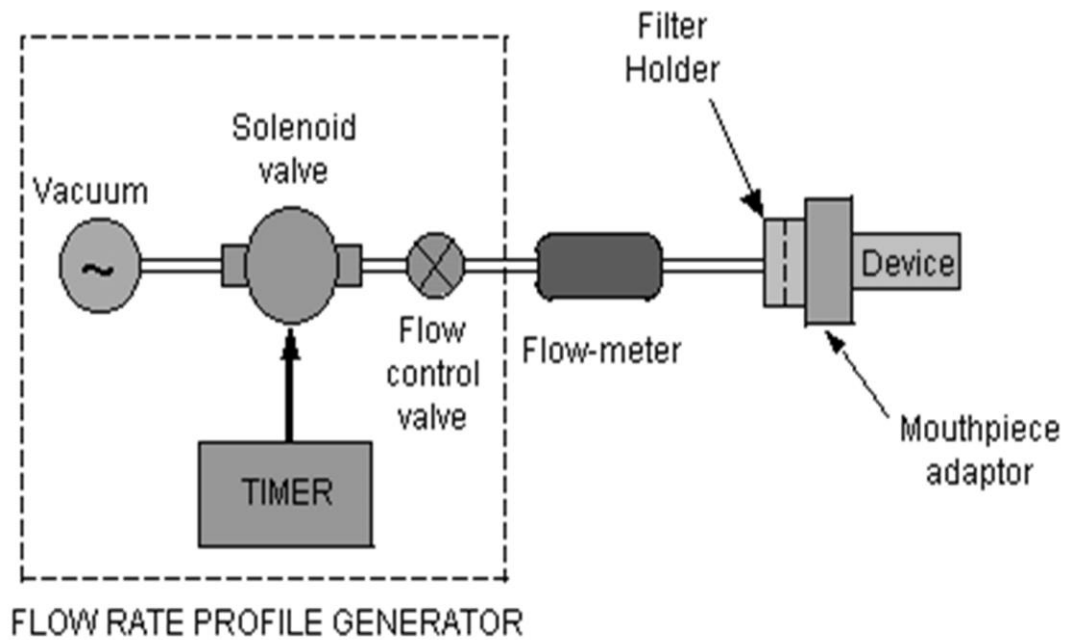 Filter
Holder
Solenoid
valve
Vacuum
~
Device
Flow
control
valve
Flow-meter
Mouthpiece
adaptor
TIMER
FLOW RATE PROFILE GENERATOR